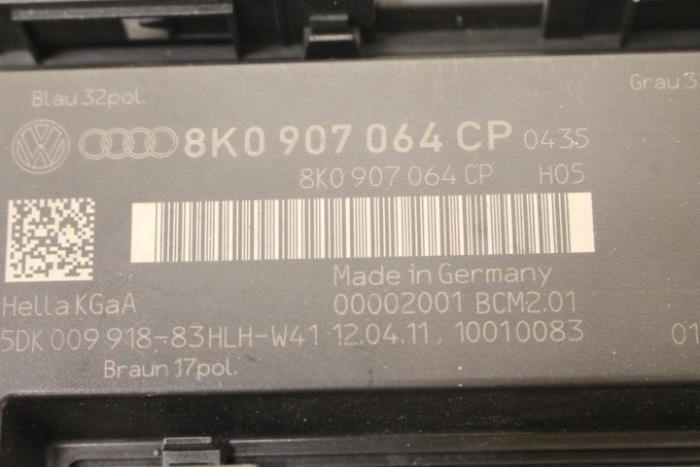 Blau 32pol.
Grau 3
8K0 907 064 CP 0435
8K0 907 064 CP H05
Made in Germany
Hella KGaA 00002001 BCM2.01
5DK 009 918-83HLH-W41 12.04.11, 10010083 01
Braun 17pol.